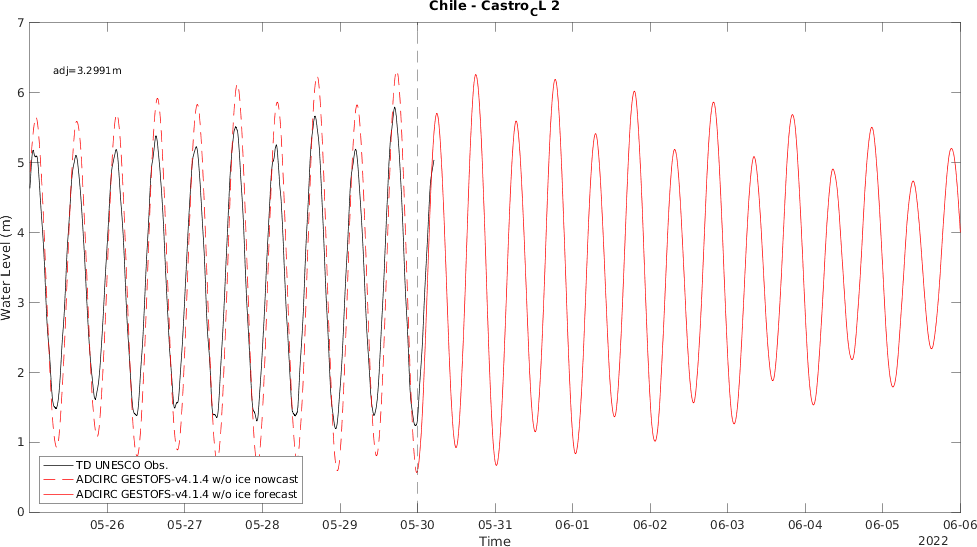 Chile - Castro_CL 2
7
adj=3.2991m
6
5
4
Water Level (m)
3
2
1
TD UNESCO Obs.
ADCIRC GESTOFS-v4.1.4 w/o ice nowcast
ADCIRC GESTOFS-v4.1.4 w/o ice forecast
0
05-26 05-27 05-28 05-29 05-30 05-31 06-01 06-02 06-03 06-04 06-05 06-06
Time
2022